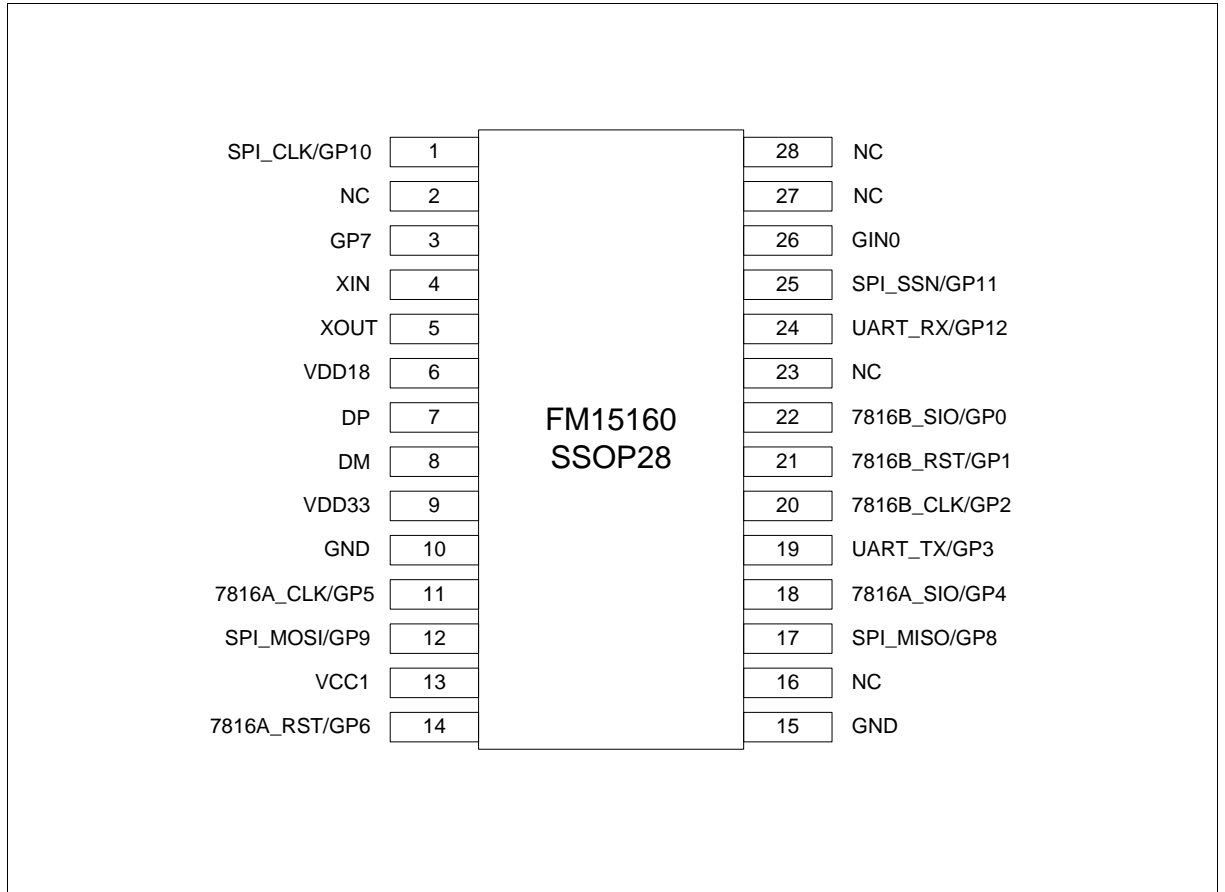 SPI_CLK/GP10 1
NC 2
GP7 3
XIN 4
XOUT 5
VDD18 6
DP 7
DM 8
VDD33 9
GND 10
7816A_CLK/GP5 11
SPI_MOSI/GP9 12
VCC1 13
7816A_RST/GP6 14
FM15160
SSOP28
28 NC
27 NC
26 GIN0
25 SPI_SSN/GP11
24 UART_RX/GP12
23 NC
22 7816B_SIO/GP0
21 7816B_RST/GP1
20 7816B_CLK/GP2
19 UART_TX/GP3
18 7816A_SIO/GP4
17 SPI_MISO/GP8
16 NC
15 GND